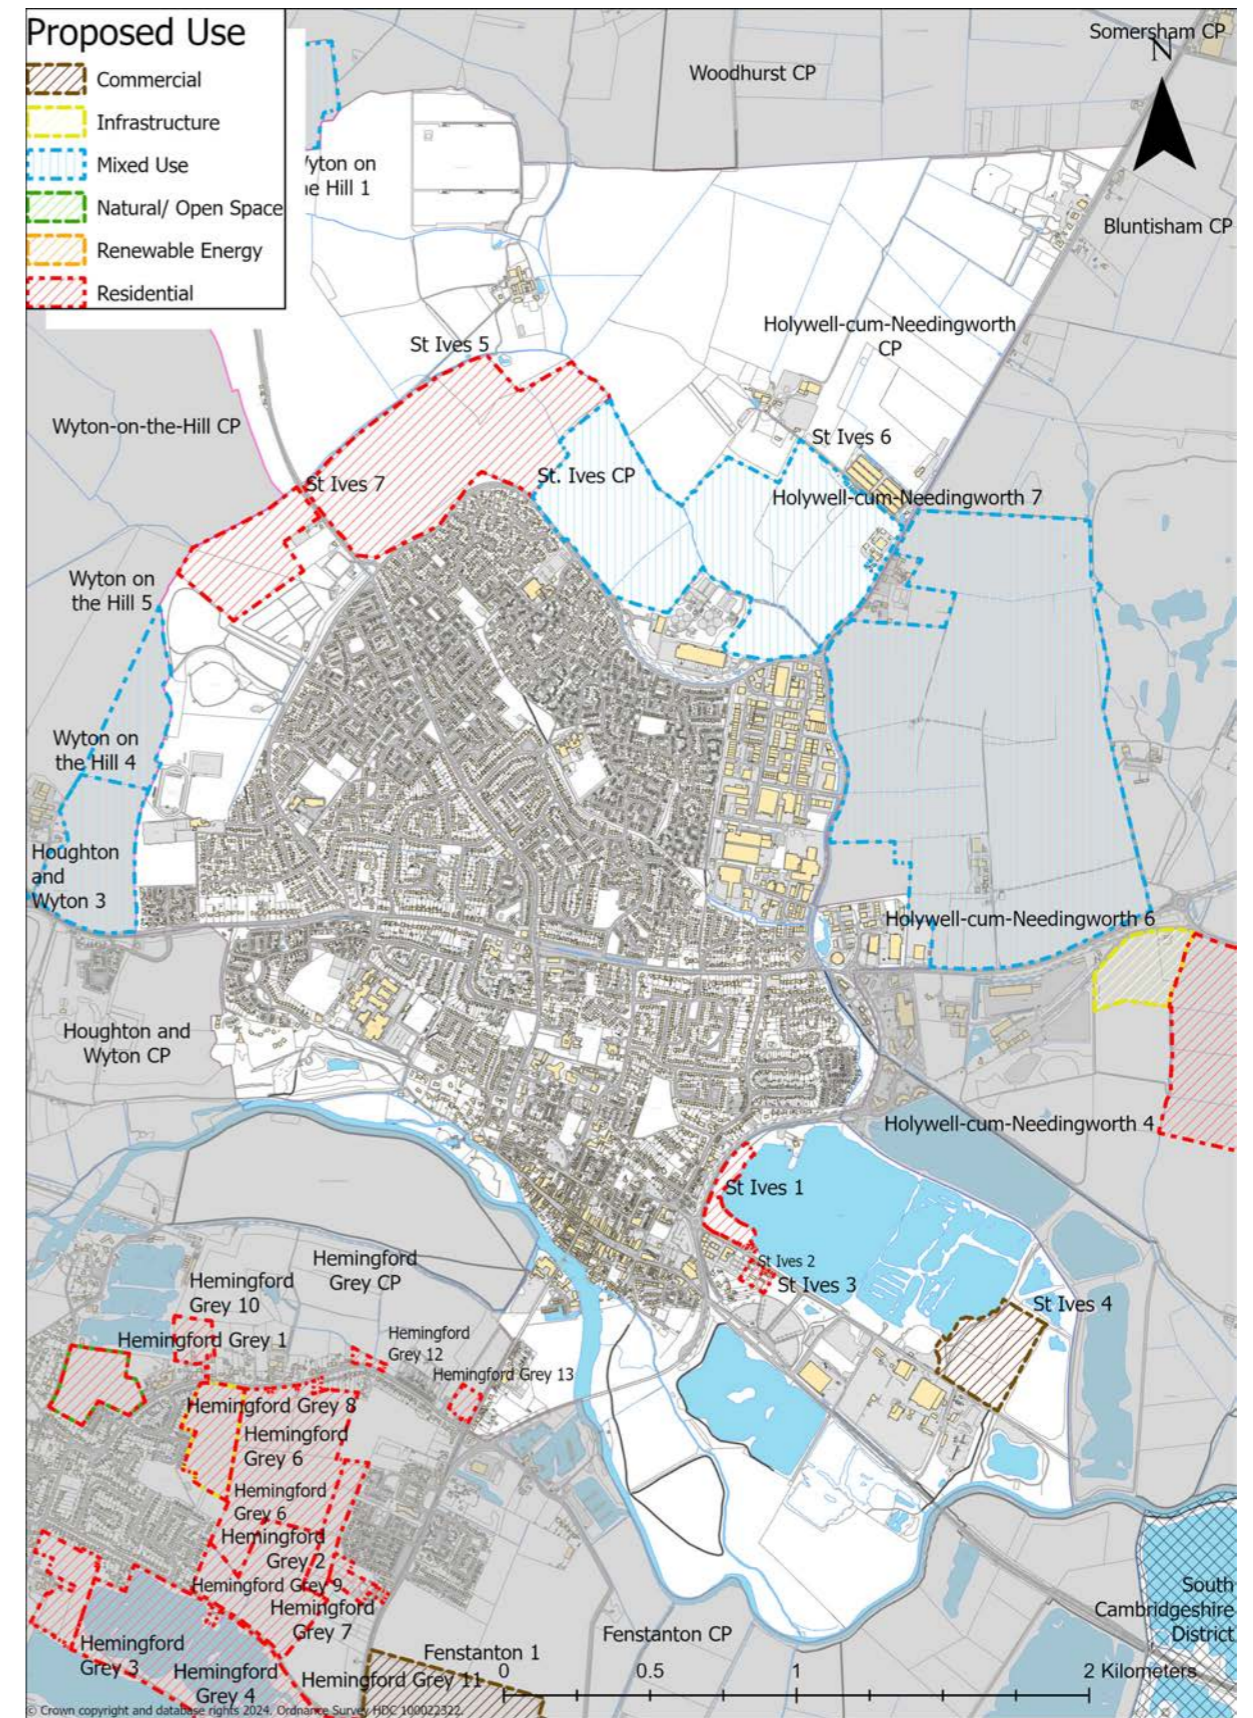 Proposed Use
Commercial
Infrastructure
Mixed Use
Natural/ Open Space
Renewable Energy
Residential
Somersham CP
N
Woodhurst CP
Wyton on
the Hill 1
Bluntisham CP
Holywell-cum-Needingworth
CP
St Ives 5
Wyton-on-the-Hill CP
St Ives 6
St Ives 7
St. Ives CP
Holywell-cum-Needingworth 7
Wyton on
the Hill 5
Wyton on
the Hill 4
Houghton
and
Wyton 3
Holywell-cum-Needingworth 6
Houghton and
Wyton CP
Holywell-cum-Needingworth 4
St Ives 1
Hemingford
Grey CP
St Ives 2
St Ives 3
Hemingford
Grey 10
St Ives 4
Hemingford Grey 1
Hemingford
Grey 12
Hemingford Grey 13
Hemingford Grey 8
Hemingford
Grey 6
Hemingford
Grey 6
Hemingford
Grey 2
Hemingford Grey 9
Hemingford
Grey 7
South
Cambridgeshire
District
Fenstanton CP
Hemingford
Grey 3
Fenstanton 1
Hemingford
Grey 4
Hemingford Grey 11
0 0.5 1 2 Kilometers
© Crown copyright and database rights 2024. Ordnance Survey HDC 100022322.